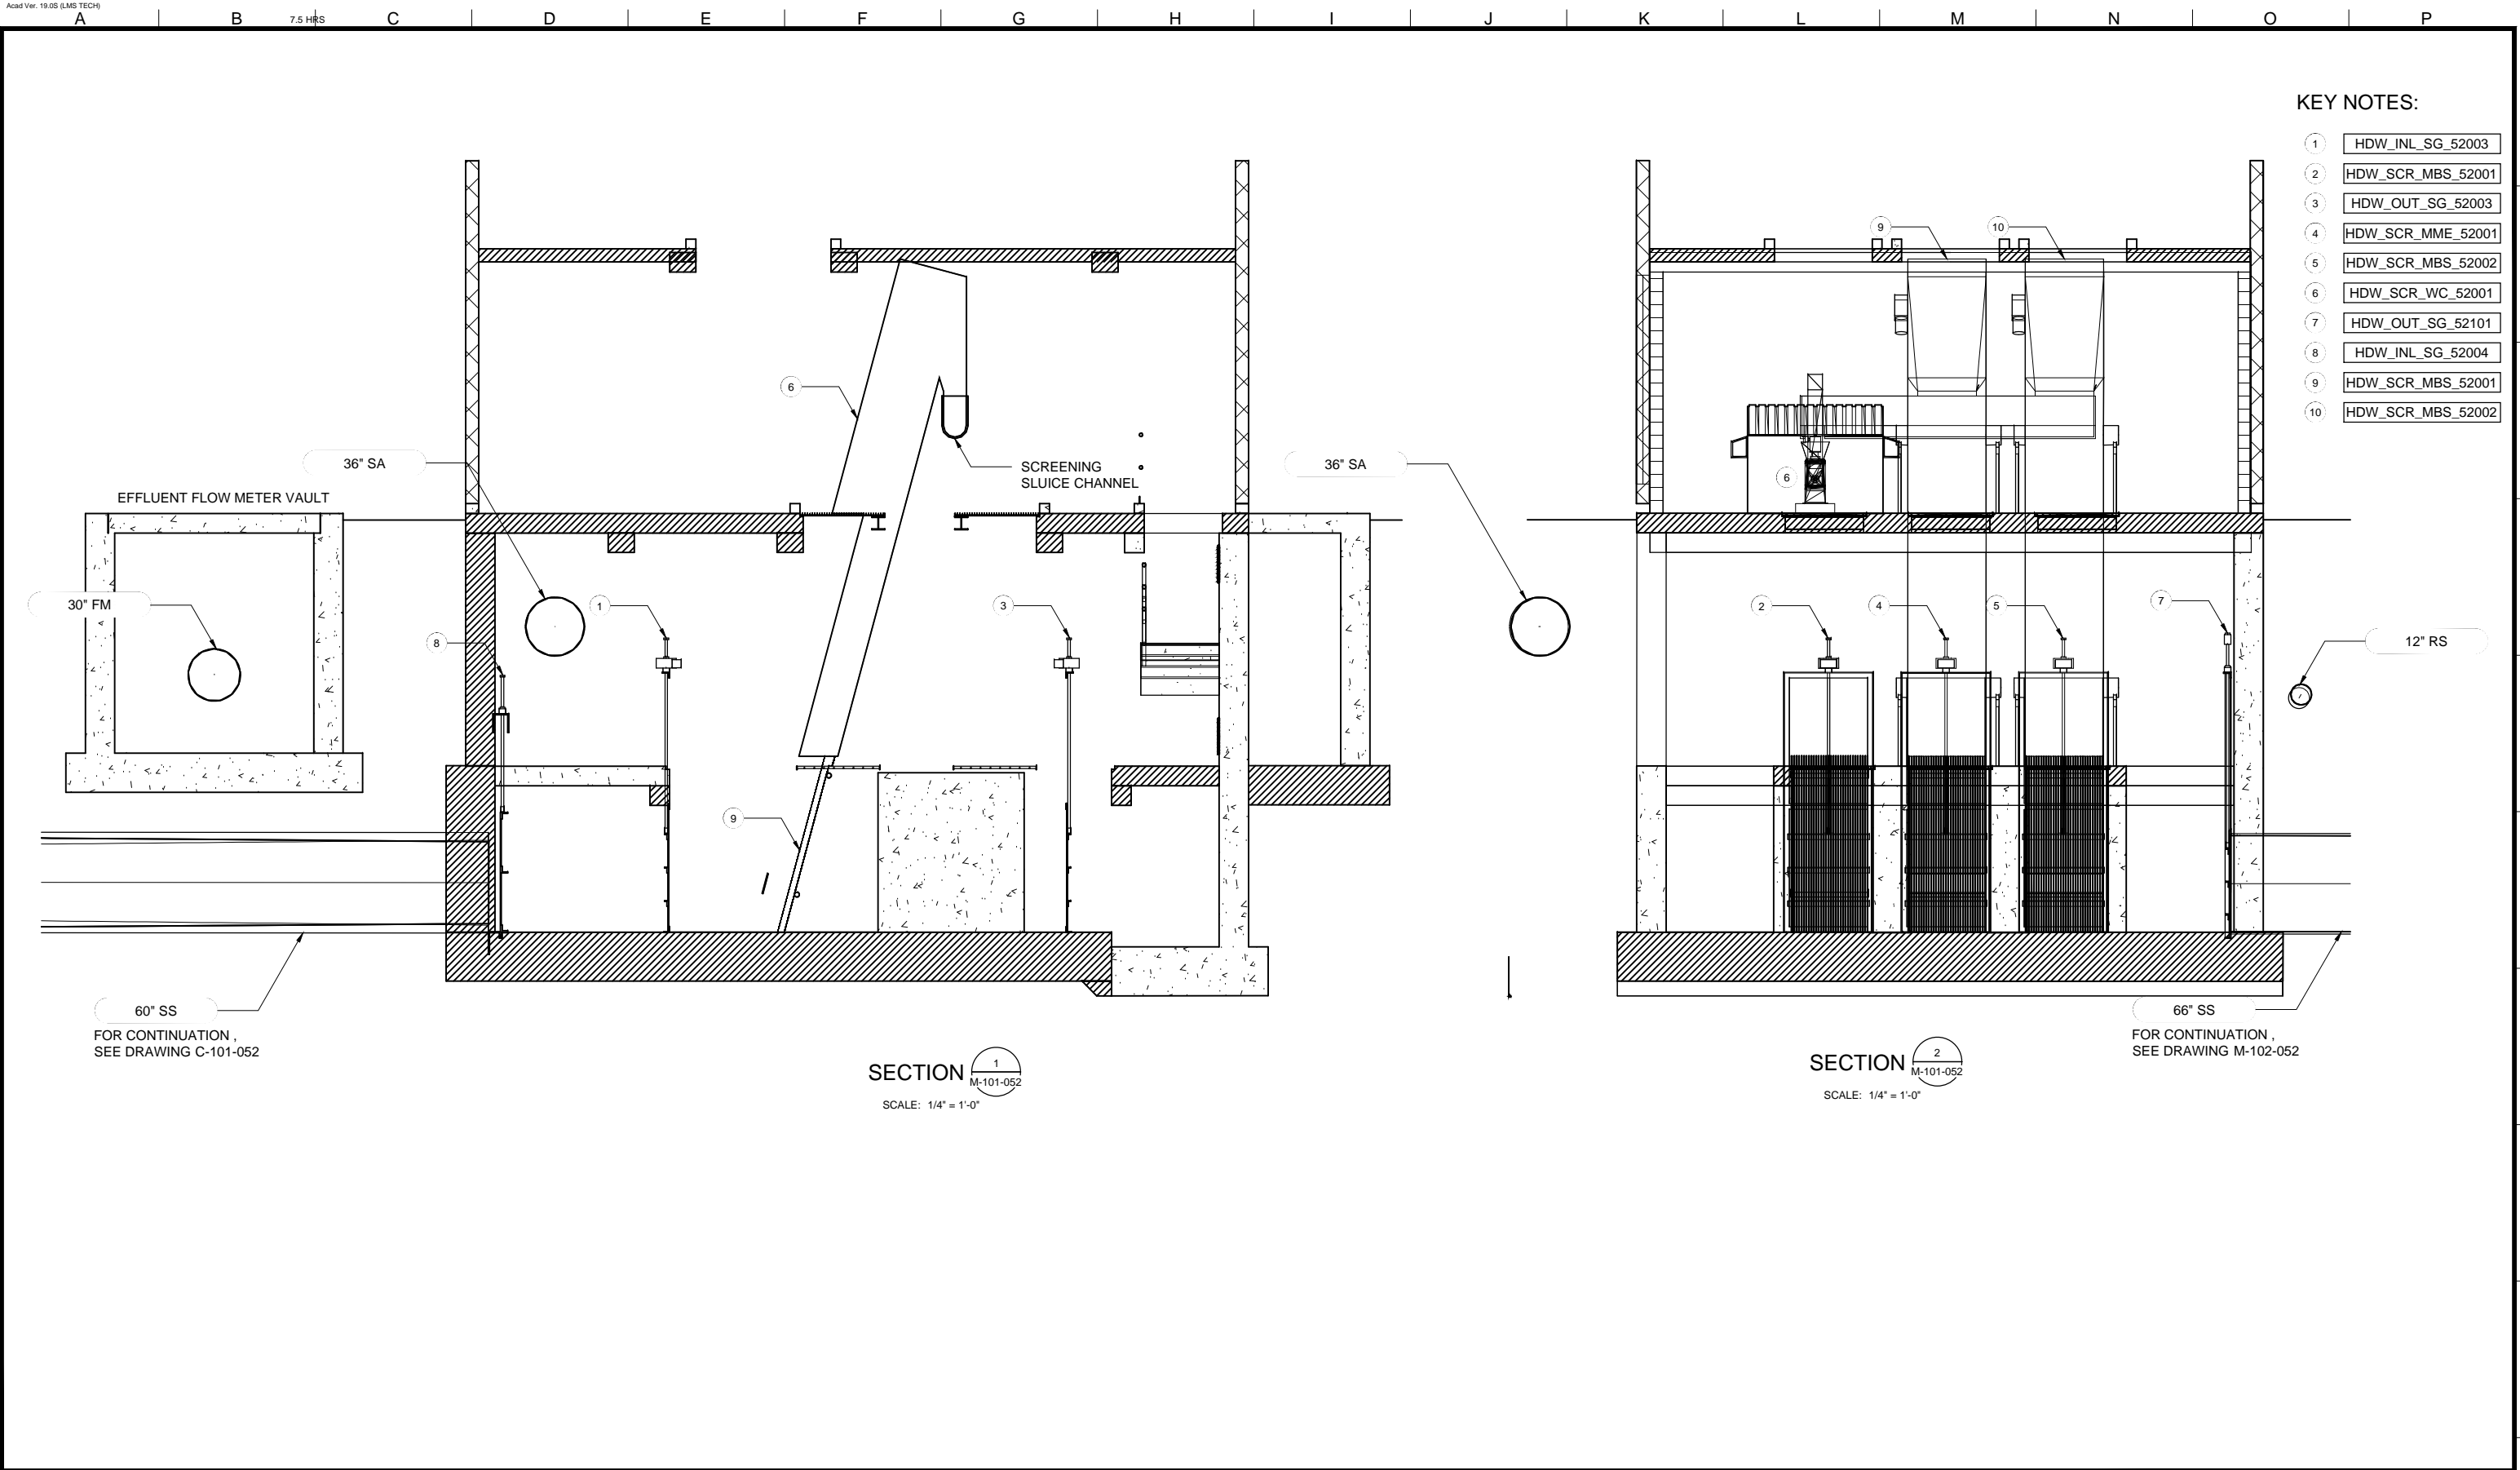 Acad Ver. 19.0S (LMS TECH)
A B C D E F G H I J K L M N O P
7.5 HRS
KEY NOTES:
1 HDW_INL_SG_52003
2 HDW_SCR_MBS_52001
3 HDW_OUT_SG_52003
4 HDW_SCR_MME_52001
5 HDW_SCR_MBS_52002
6 HDW_SCR_WC_52001
7 HDW_OUT_SG_52101
8 HDW_INL_SG_52004
9 HDW_SCR_MBS_52001
10 HDW_SCR_MBS_52002
EFFLUENT FLOW METER VAULT
30" FM
36" SA
8
1
6
9
3
SCREENING
SLUICE CHANNEL
36" SA
60" SS
FOR CONTINUATION ,
SEE DRAWING C-101-052
SECTION 1
M-101-052
SCALE: 1/4" = 1'-0"
9
10
6
2
4
5
7
12" RS
66" SS
FOR CONTINUATION ,
SEE DRAWING M-102-052
SECTION 2
M-101-052
SCALE: 1/4" = 1'-0"